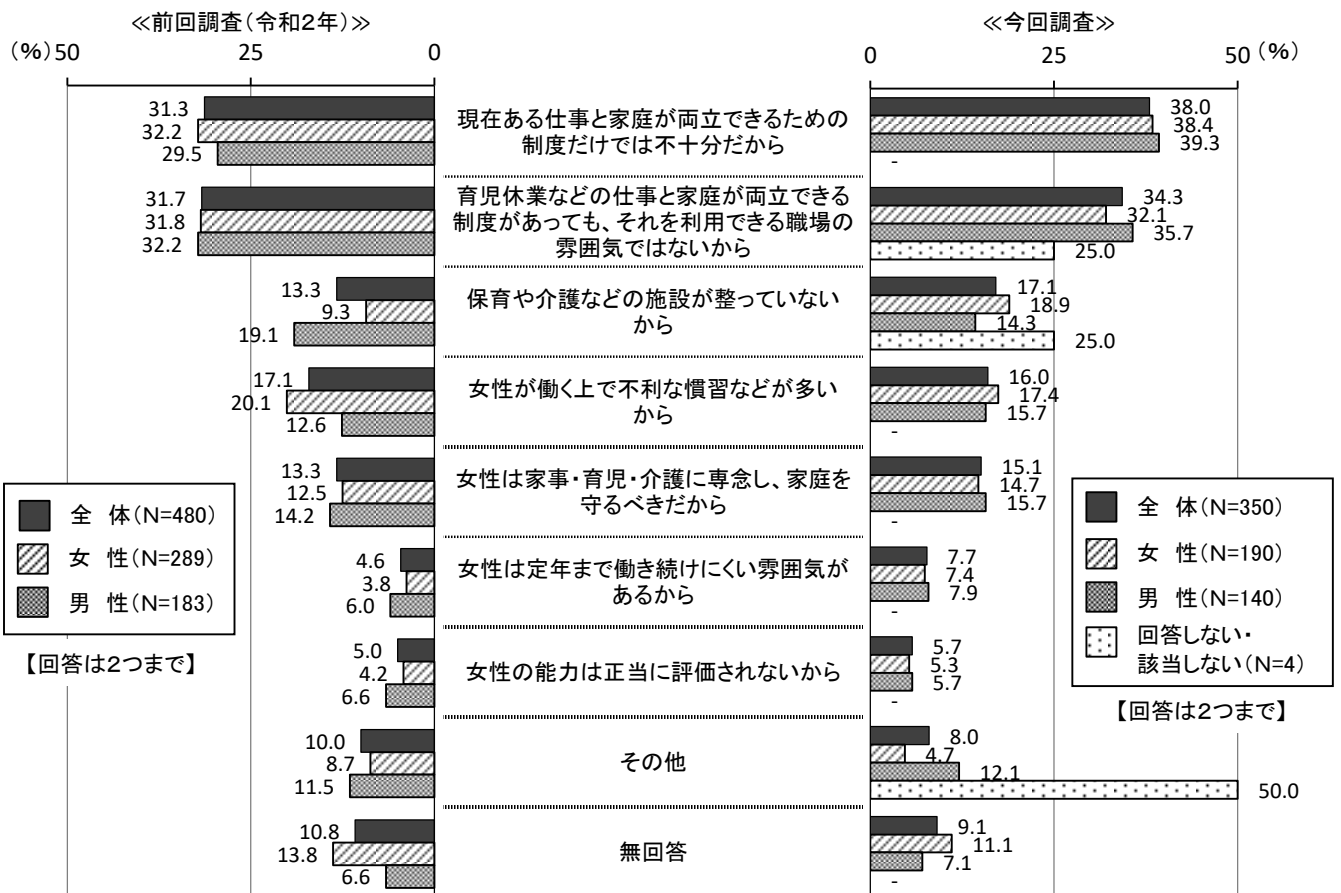 ≪前回調査(令和2年)≫
≪今回調査≫
(%)50
25
0
0
25
50(%)
31.3
32.2
29.5
現在ある仕事と家庭が両立できるための
制度だけでは不十分だから
38.0
38.4
39.3
-
31.7
31.8
32.2
育児休業などの仕事と家庭が両立できる
制度があっても、それを利用できる職場の
雰囲気ではないから
34.3
32.1
35.7
25.0
13.3
9.3
19.1
保育や介護などの施設が整っていない
から
17.1
18.9
14.3
25.0
17.1
20.1
12.6
女性が働く上で不利な慣習などが多い
から
16.0
17.4
15.7
-
13.3
12.5
14.2
女性は家事・育児・介護に専念し、家庭を
守るべきだから
15.1
14.7
15.7
-
4.6
3.8
6.0
女性は定年まで働き続けにくい雰囲気が
あるから
7.7
7.4
7.9
-
5.0
4.2
6.6
女性の能力は正当に評価されないから
5.7
5.3
5.7
-
10.0
8.7
11.5
その他
8.0
4.7
12.1
50.0
10.8
13.8
6.6
無回答
9.1
11.1
7.1
-
全 体(N=480)
女 性(N=289)
男 性(N=183)
【回答は2つまで】
全 体(N=350)
女 性(N=190)
男 性(N=140)
回答しない・
該当しない(N=4)
【回答は2つまで】